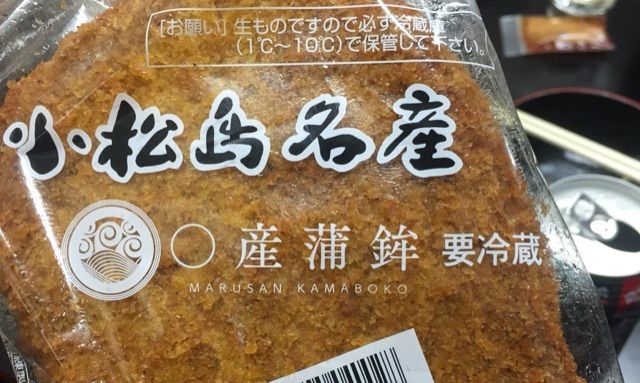 [お願い] 生ものですので必ず冷蔵庫
(1℃〜10℃)で保管して下さい。
小松島名産
〇産蒲鉾 要冷蔵
MARUSAN KAMABOKO